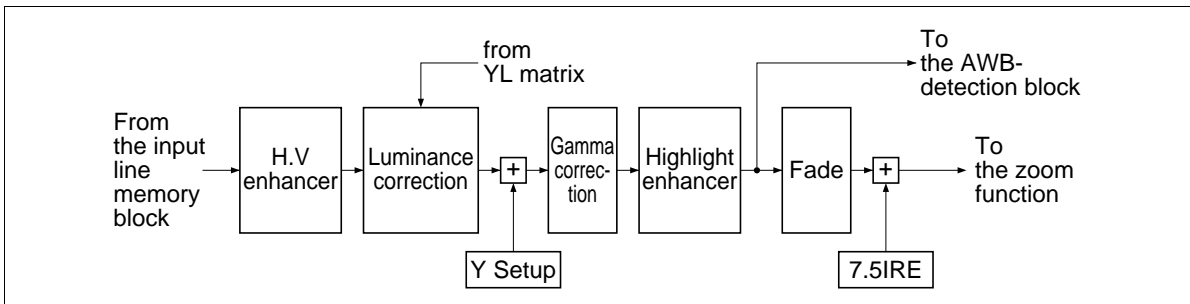 From
the input
line
memory
block
H.V
enhancer
from
YL matrix
Luminance
correction
+
Y Setup
Gamma
correc-
tion
Highlight
enhancer
To
the AWB-
detection block
Fade
+
7.5IRE
To
the zoom
function